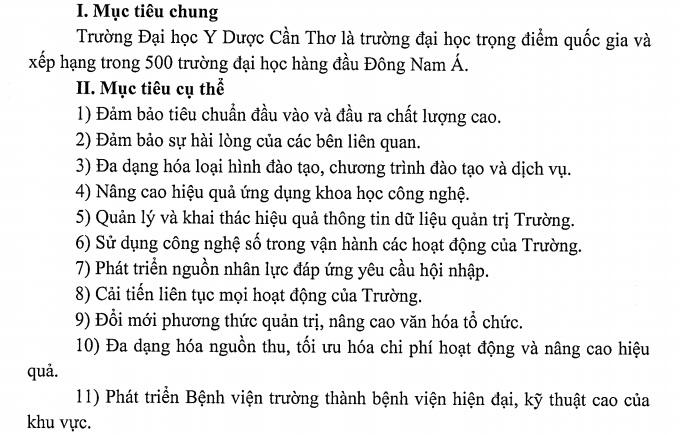 I. Mục tiêu chung
Trường Đại học Y Dược Cần Thơ là trường đại học trọng điểm quốc gia và
xếp hạng trong 500 trường đại học hàng đầu Đông Nam Á.
II. Mục tiêu cụ thể
1) Đảm bảo tiêu chuẩn đầu vào và đầu ra chất lượng cao.
2) Đảm bảo sự hài lòng của các bên liên quan.
3) Đa dạng hóa loại hình đào tạo, chương trình đào tạo và dịch vụ.
4) Nâng cao hiệu quả ứng dụng khoa học công nghệ.
5) Quản lý và khai thác hiệu quả thông tin dữ liệu quản trị Trường.
6) Sử dụng công nghệ số trong vận hành các hoạt động của Trường.
7) Phát triển nguồn nhân lực đáp ứng yêu cầu hội nhập.
8) Cải tiến liên tục mọi hoạt động của Trường.
9) Đổi mới phương thức quản trị, nâng cao văn hóa tổ chức.
10) Đa dạng hóa nguồn thu, tối ưu hóa chi phí hoạt động và nâng cao hiệu
quả.
11) Phát triển Bệnh viện trường thành bệnh viện hiện đại, kỹ thuật cao của
khu vực.